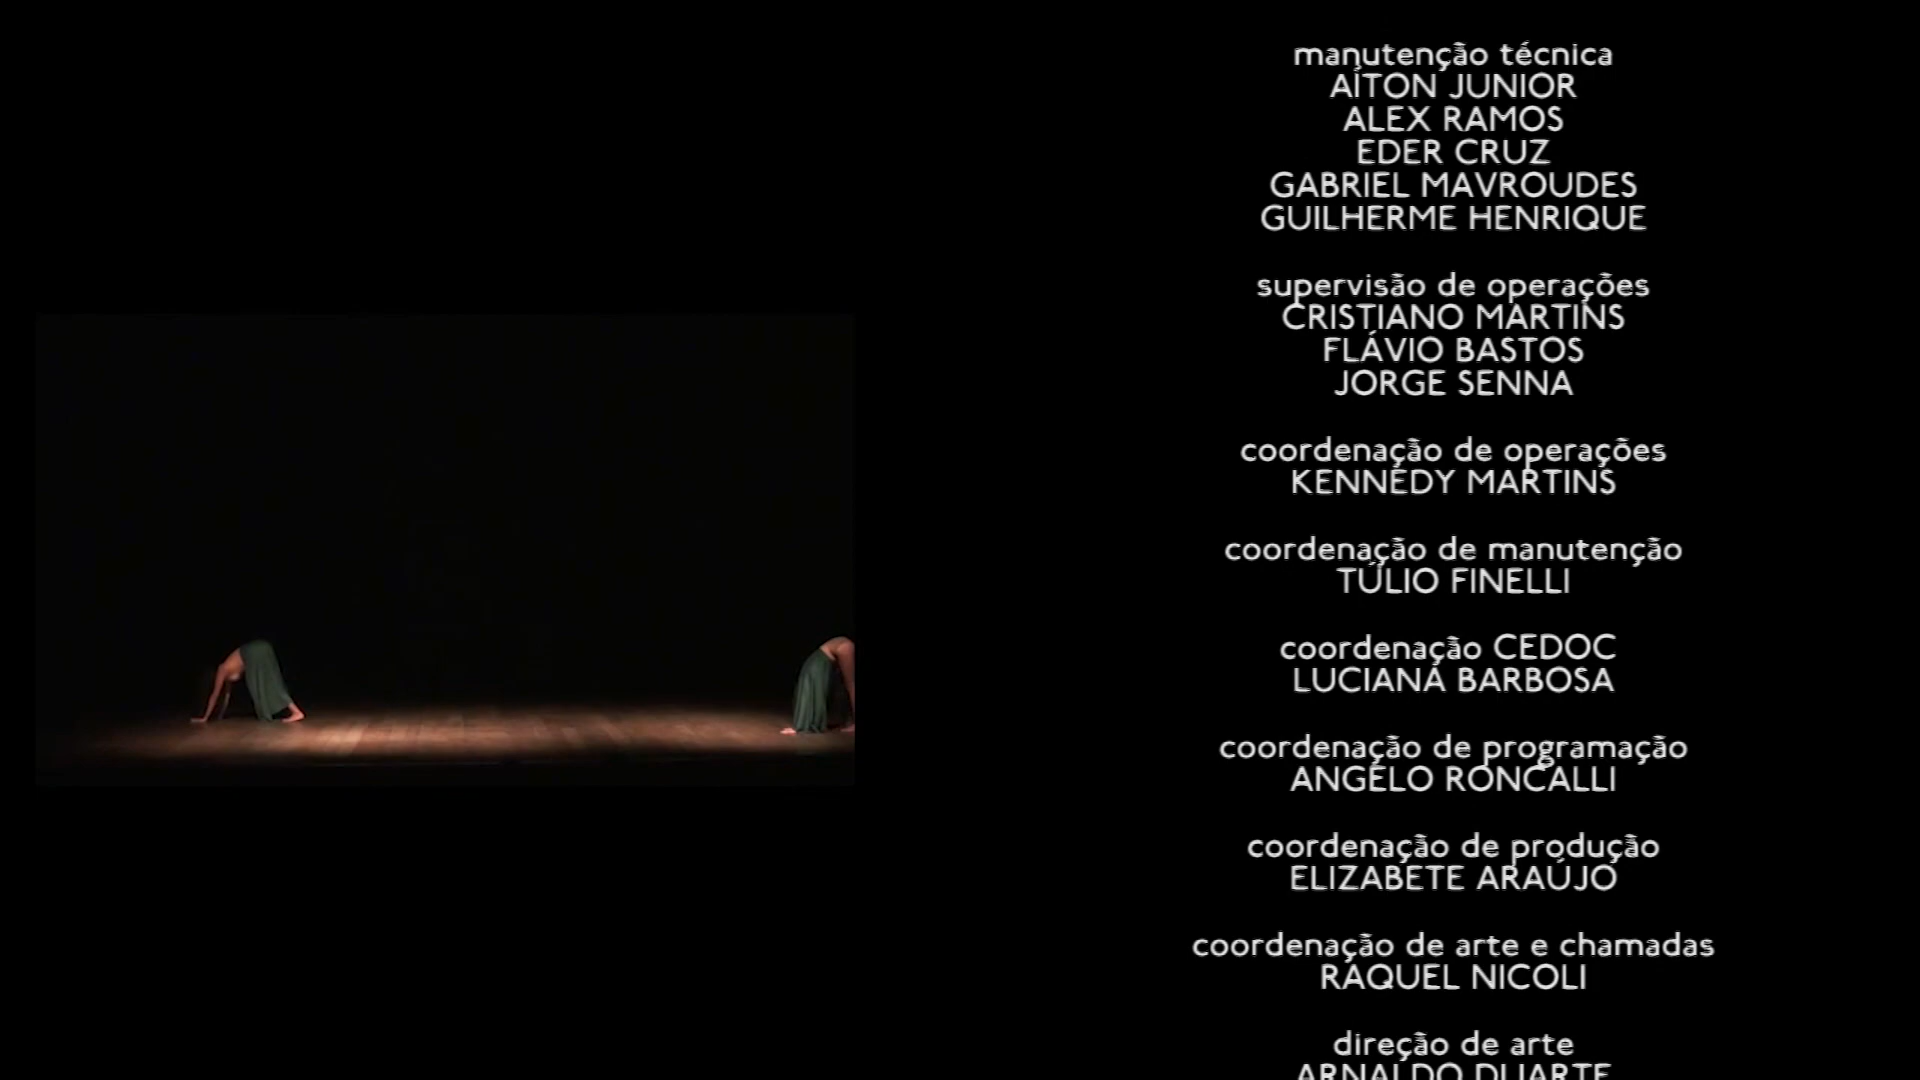 manutenção técnica
AÍTON JUNIOR
ALEX RAMOS
EDER CRUZ
GABRIEL MAVROUDES
GUILHERME HENRIQUE
supervisão de operações
CRISTIANO MARTINS
FLÁVIO BASTOS
JORGE SENNA
coordenação de operações
KENNEDY MARTINS
coordenação de manutenção
TÚLIO FINELLI
coordenação CEDOC
LUCIANA BARBOSA
coordenação de programação
ANGELO RONCALLI
coordenação de produção
ELIZABETE ARAÚJO
coordenação de arte e chamadas
RAQUEL NICOLI
direção de arte
ARNALDO DUARTE